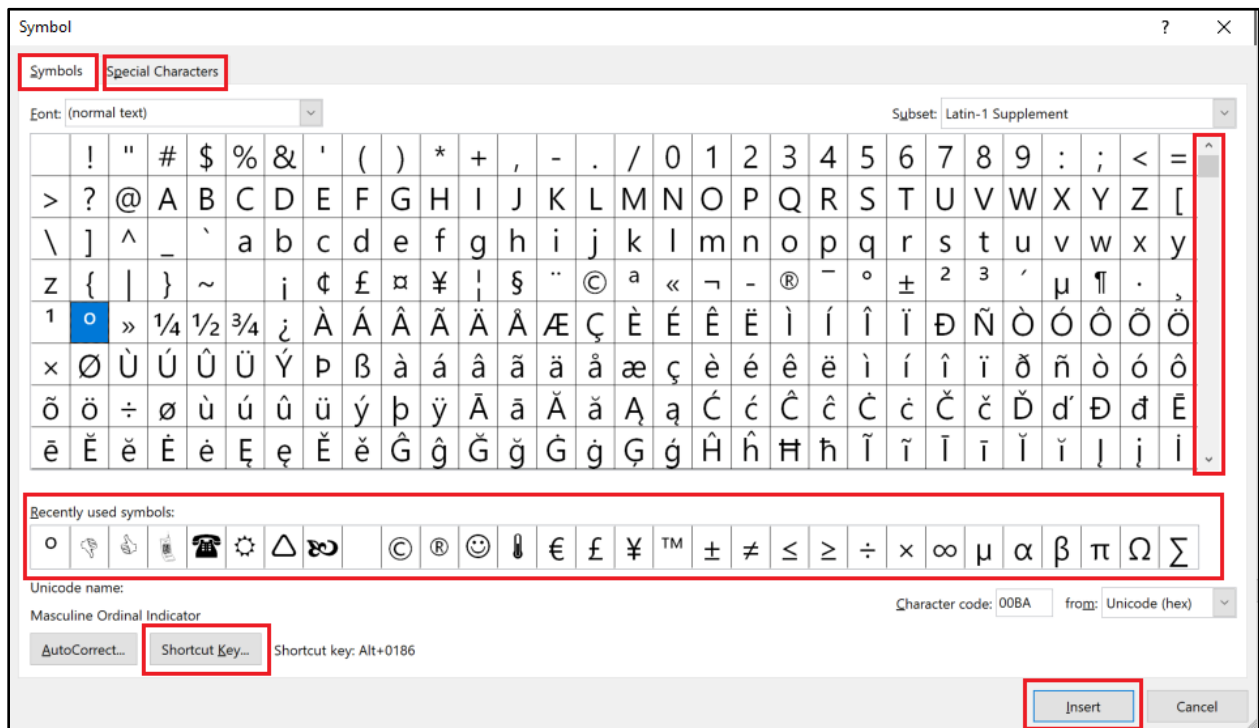 Symbol ? ×
Symbols Special Characters
Font: (normal text) Subset: Latin-1 Supplement
! " # $ % & ' ( ) * + , - . / 0 1 2 3 4 5 6 7 8 9 : ; < =
> ? @ A B C D E F G H I J K L M N O P Q R S T U V W X Y Z [
\ ] ^ _ ` a b c d e f g h i j k l m n o p q r s t u v w x y
z { | } ~ ¡ ¢ £ ¤ ¥ ¦ § ¨ © ª « ¬ - ® ¯ ° ± ² ³ ´ µ ¶ · ¸
¹ º » ¼ ½ ¾ ¿ À Á Â Ã Ä Å Æ Ç È É Ê Ë Ì Í Î Ï Ð Ñ Ò Ó Ô Õ Ö
× Ø Ù Ú Û Ü Ý Þ ß à á â ã ä å æ ç è é ê ë ì í î ï ð ñ ò ó ô
õ ö ÷ ø ù ú û ü ý þ ÿ Ā ā Ă ă Ą ą Ć ć Ĉ ĉ Ċ ċ Č č Ď ď Đ đ Ē
ē Ĕ ĕ Ė ė Ę ę Ě ě Ĝ ĝ Ğ ğ Ġ ġ Ģ ģ Ĥ ĥ Ħ ħ Ĩ ĩ Ī ī Ĭ ĭ Į į İ
Recently used symbols:
º © ® ☺ € £ ¥ ™ ± ≠ ≤ ≥ ÷ × ∞ µ α β π Ω ∑
Unicode name:
Masculine Ordinal Indicator
Character code: 00BA from: Unicode (hex)
AutoCorrect... Shortcut Key... Shortcut key: Alt+0186
Insert Cancel